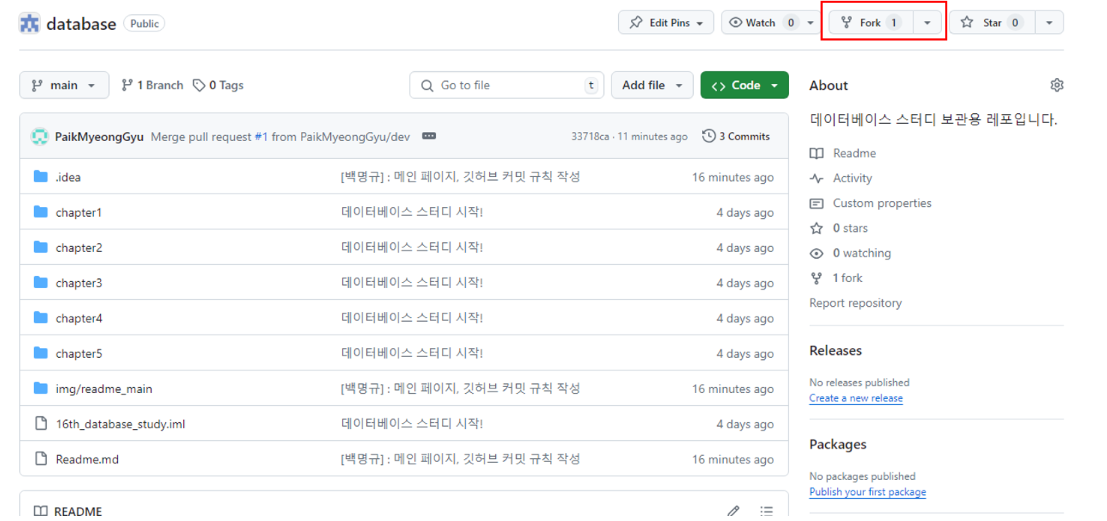 database Public
Edit Pins Watch 0 Fork 1 Star 0
main 1 Branch 0 Tags Go to file t Add file Code
About
데이터베이스 스터디 보관용 레포입니다.
PaikMyeongGyu Merge pull request #1 from PaikMyeongGyu/dev 33718ca · 11 minutes ago 3 Commits
.idea [백명규] : 메인 페이지, 깃허브 커밋 규칙 작성 16 minutes ago
chapter1 데이터베이스 스터디 시작! 4 days ago
chapter2 데이터베이스 스터디 시작! 4 days ago
chapter3 데이터베이스 스터디 시작! 4 days ago
chapter4 데이터베이스 스터디 시작! 4 days ago
chapter5 데이터베이스 스터디 시작! 4 days ago
img/readme_main [백명규] : 메인 페이지, 깃허브 커밋 규칙 작성 16 minutes ago
16th_database_study.iml 데이터베이스 스터디 시작! 4 days ago
Readme.md [백명규] : 메인 페이지, 깃허브 커밋 규칙 작성 16 minutes ago
README
Readme
Activity
Custom properties
0 stars
0 watching
1 fork
Report repository
Releases
No releases published
Create a new release
Packages
No packages published
Publish your first package